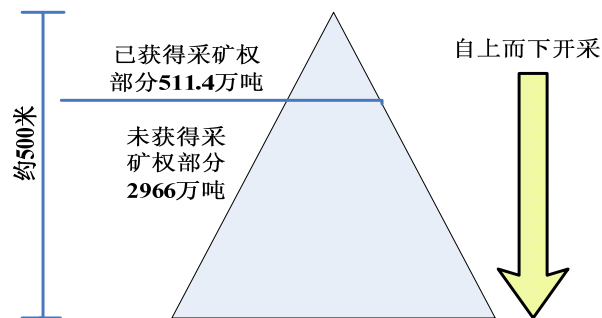 已获得采矿权
部分511.4万吨
自上而下开采
未获得采
矿权部分
2966万吨
约500米